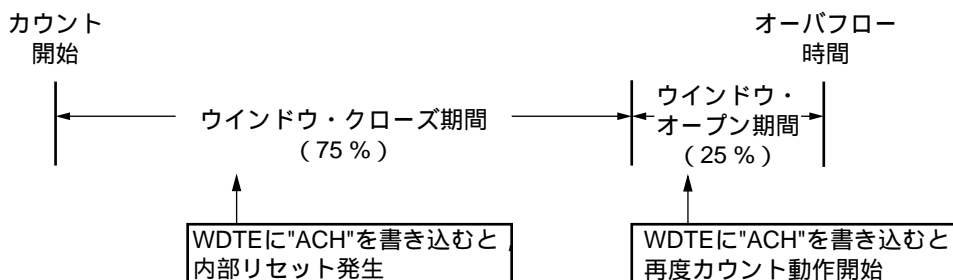 カウント
開始
オーバフロー
時間
ウインドウ・クローズ期間
（75 %）
ウインドウ・
オープン期間
（25 %）
WDTEに"ACH"を書き込むと
内部リセット発生
WDTEに"ACH"を書き込むと
再度カウント動作開始